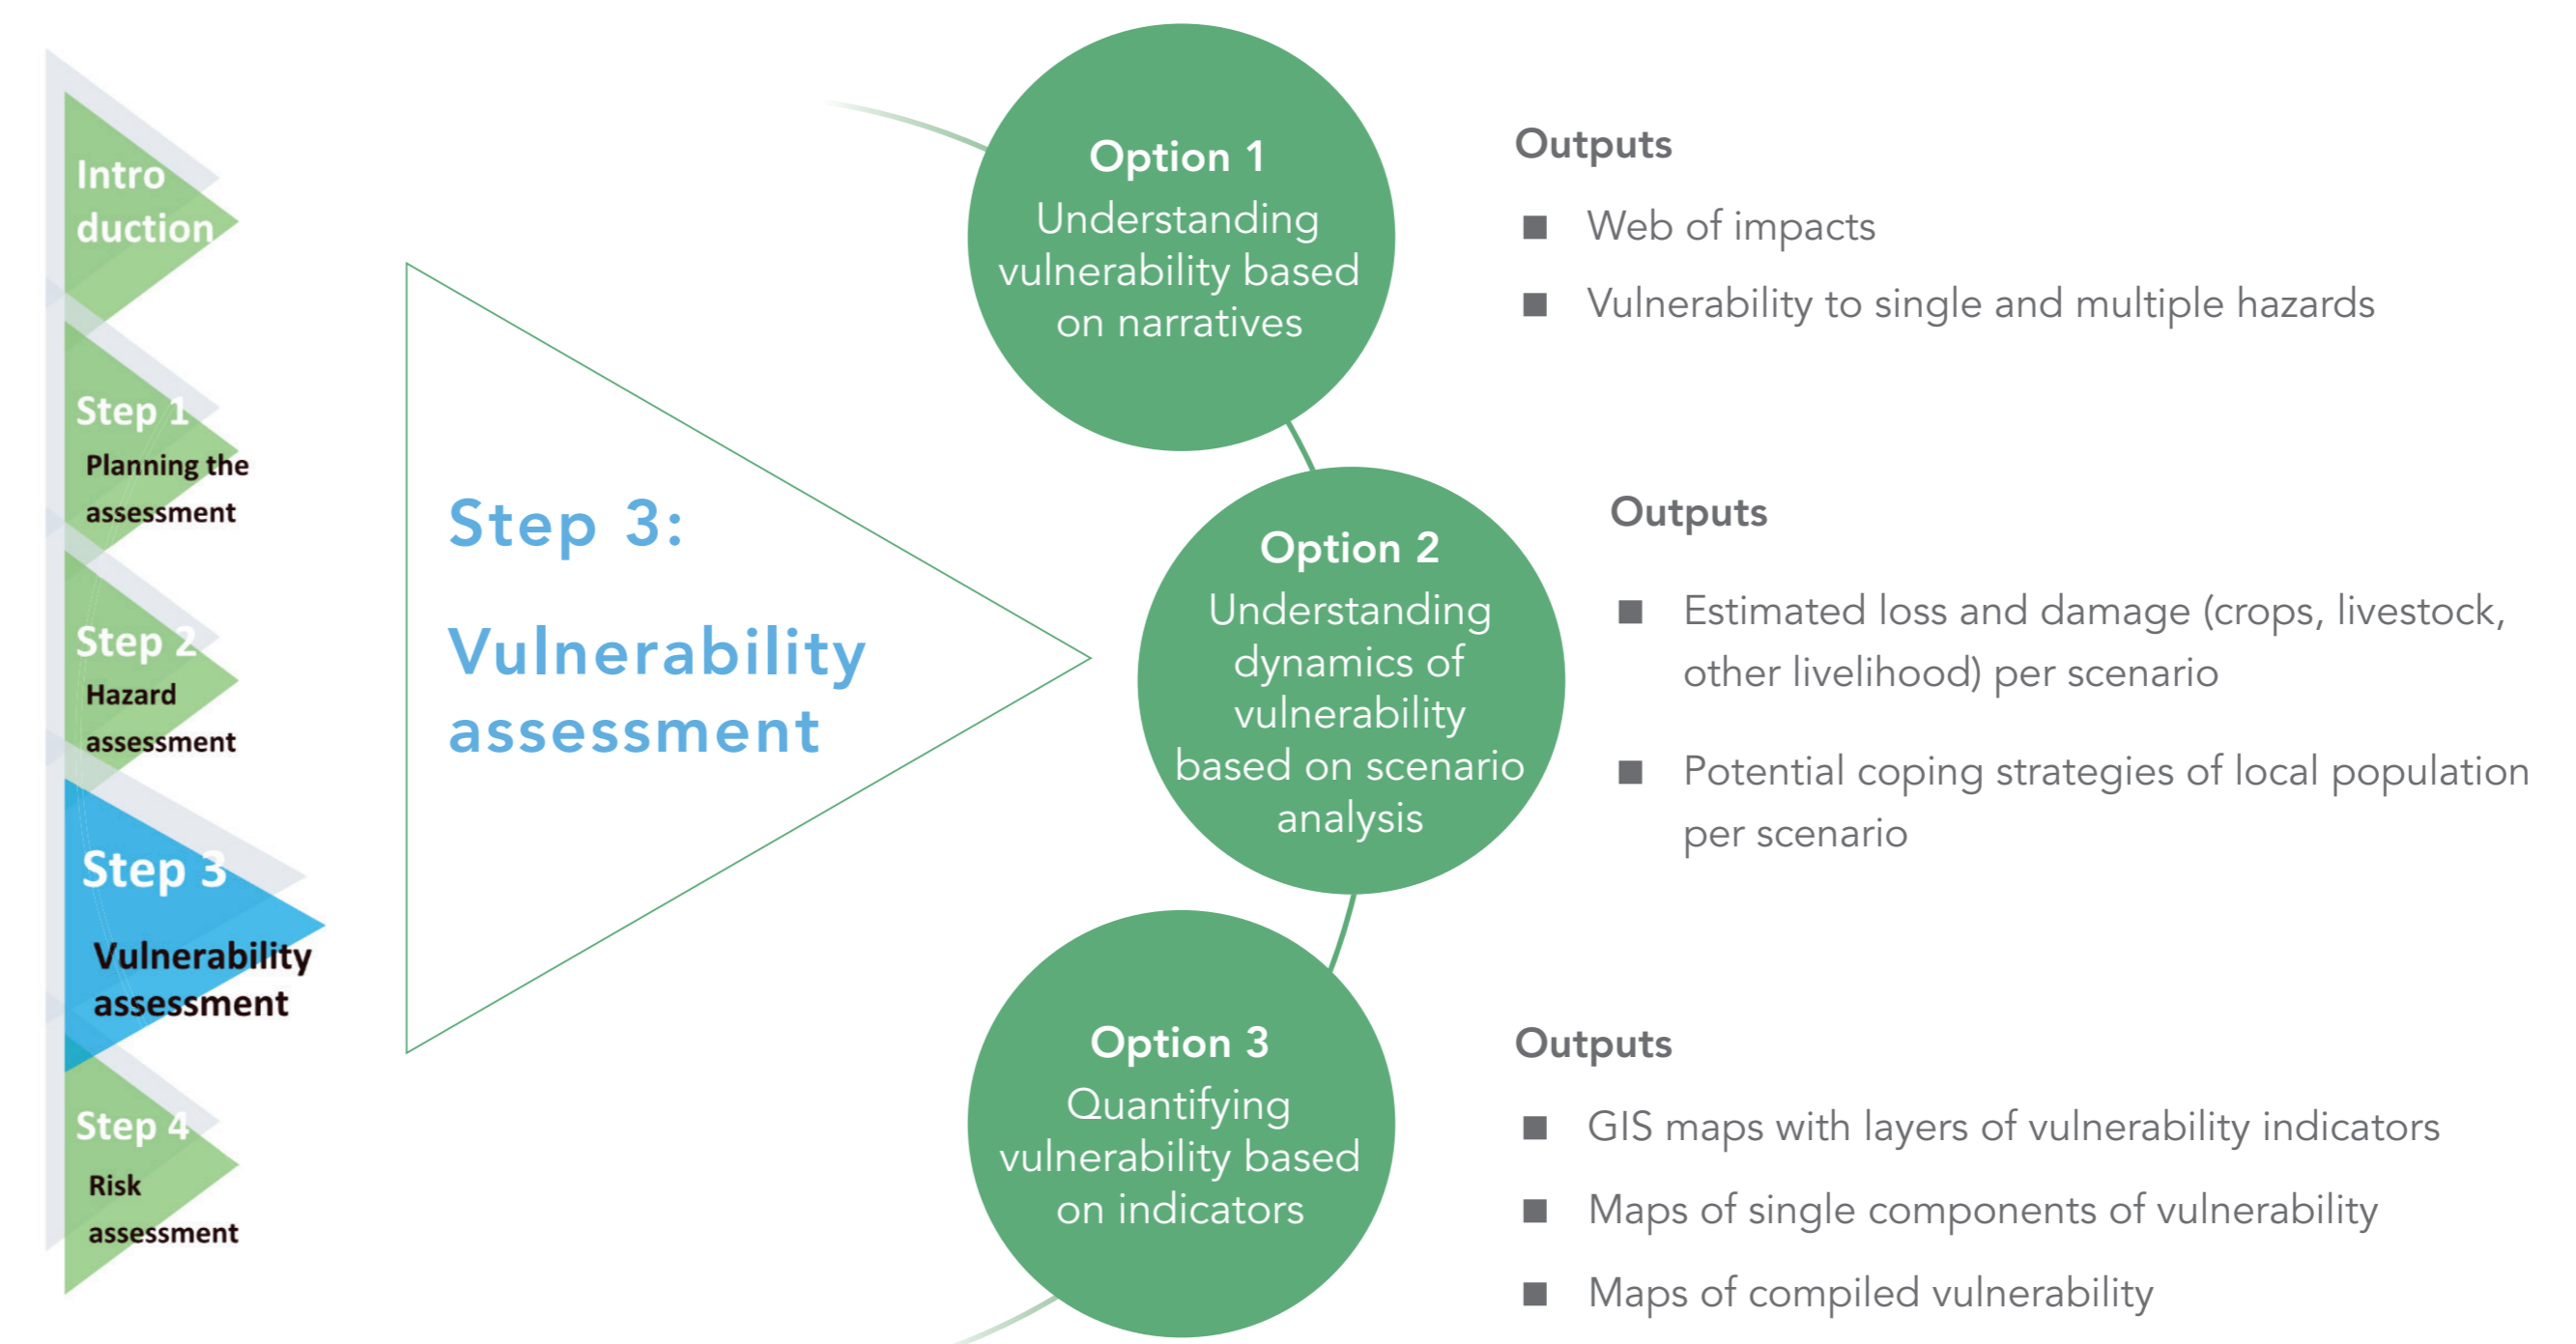 Intro
duction
Step 1
Planning the
assessment
Step 2
Hazard
assessment
Step 3
Vulnerability
assessment
Step 4
Risk
assessment
Step 3:
Vulnerability
assessment
Option 1
Understanding
vulnerability based
on narratives
Outputs
■ Web of impacts
■ Vulnerability to single and multiple hazards
Option 2
Understanding
dynamics of
vulnerability
based on scenario
analysis
Outputs
■ Estimated loss and damage (crops, livestock,
other livelihood) per scenario
■ Potential coping strategies of local population
per scenario
Option 3
Quantifying
vulnerability based
on indicators
Outputs
■ GIS maps with layers of vulnerability indicators
■ Maps of single components of vulnerability
■ Maps of compiled vulnerability